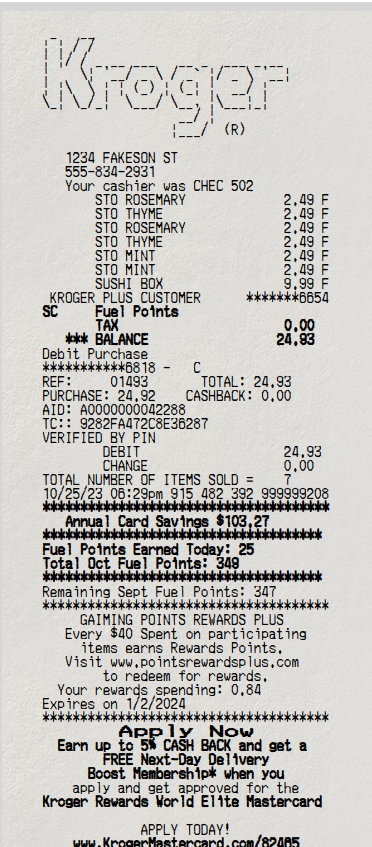 Kroger (R)
1234 FAKESON ST
555-834-2931
Your cashier was CHEC 502
STO ROSEMARY 2.49 F
STO THYME 2.49 F
STO ROSEMARY 2.49 F
STO THYME 2.49 F
STO MINT 2.49 F
STO MINT 2.49 F
SUSHI BOX 9.99 F
KROGER PLUS CUSTOMER *******6654
SC Fuel Points
TAX 0.00
*** BALANCE 24.93
Debit Purchase
***********6818 - C
REF: 01493 TOTAL: 24.93
PURCHASE: 24.92 CASHBACK: 0.00
AID: A0000000042288
TC:: 9282FA472C8E36287
VERIFIED BY PIN
DEBIT 24.93
CHANGE 0.00
TOTAL NUMBER OF ITEMS SOLD = 7
10/25/23 06:29pm 915 482 392 999999208
************************************
Annual Card Savings $103.27
************************************
Fuel Points Earned Today: 25
Total Oct Fuel Points: 349
************************************
Remaining Sept Fuel Points: 347
************************************
GAIMING POINTS REWARDS PLUS
Every $40 Spent on participating
items earns Rewards Points.
Visit www.pointsrewardsplus.com
to redeem for rewards.
Your rewards spending: 0.84
Expires on 1/2/2024
************************************
Apply Now
Earn up to 5% CASH BACK and get a
FREE Next-Day Delivery
Boost Membership* when you
apply and get approved for the
Kroger Rewards World Elite Mastercard
APPLY TODAY!
www.KrogerMastercard.com/82465